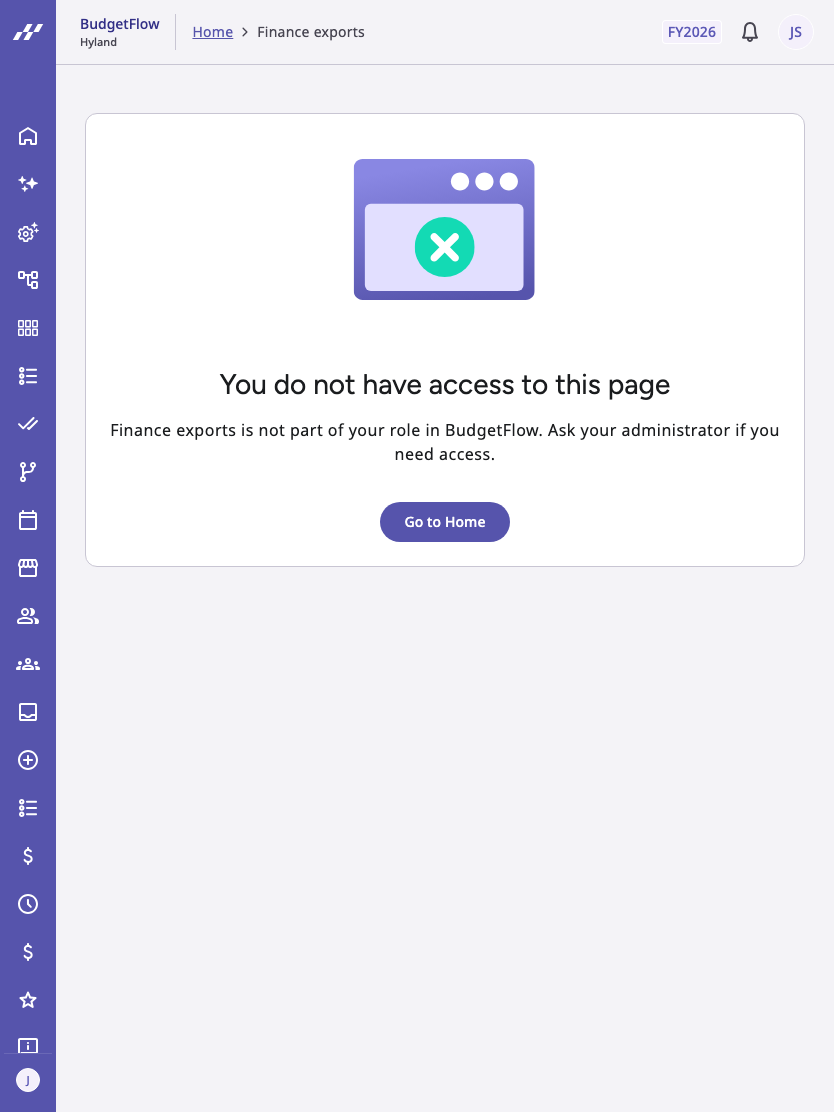 BudgetFlow
Hyland
Home > Finance exports
FY2026
JS
You do not have access to this page
Finance exports is not part of your role in BudgetFlow. Ask your administrator if you
need access.
Go to Home
J